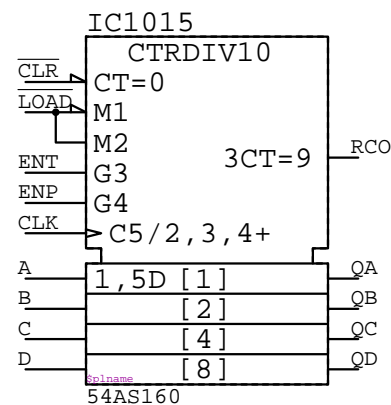 IC1015
CTRDIV10
CLR
CT=0
LOAD
M1
M2
ENT
G3
3CT=9
RCO
ENP
G4
CLK
C5/2,3,4+
A
1,5D [1]
QA
B
[2]
QB
C
[4]
QC
D
[8]
QD
$plname
54AS160